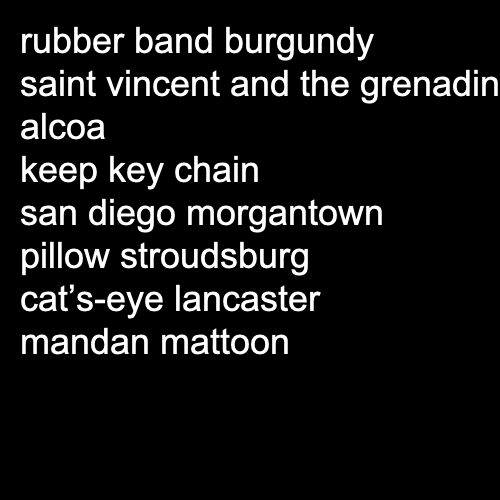 rubber band burgundy
saint vincent and the grenadin
alcoa
keep key chain
san diego morgantown
pillow stroudsburg
cat’s-eye lancaster
mandan mattoon